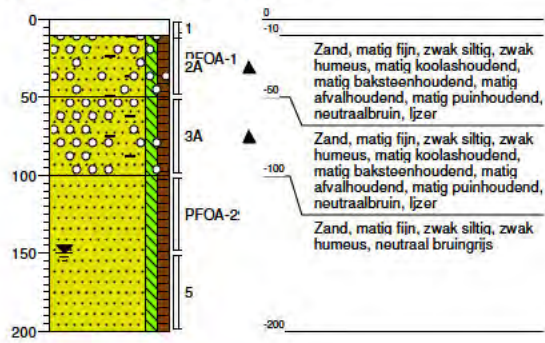 0
50
100
150
200
1
PFOA-1
2A
3A
PFOA-2
5
0
-10
Zand, matig fijn, zwak siltig, zwak
humeus, matig koolashoudend,
matig baksteenhoudend, matig
afvalhoudend, matig puinhoudend,
neutraalbruin, Ijzer
-50
Zand, matig fijn, zwak siltig, zwak
humeus, matig koolashoudend,
matig baksteenhoudend, matig
afvalhoudend, matig puinhoudend,
neutraalbruin, Ijzer
-100
Zand, matig fijn, zwak siltig, zwak
humeus, neutraal bruingrijs
-200